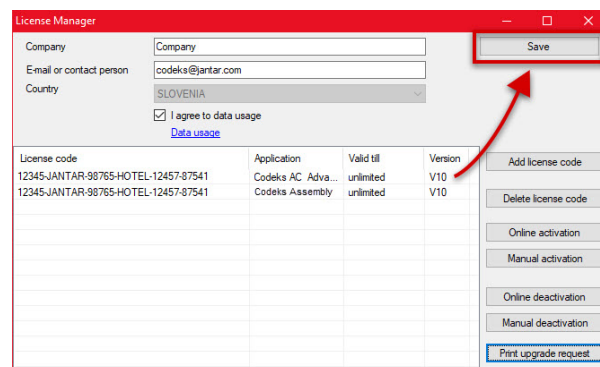 License Manager
Company Company Save
E-mail or contact person codeks@jantar.com
Country SLOVENIA
I agree to data usage
Data usage
License code Application Valid till Version Add license code
12345-JANTAR-98765-HOTEL-12457-87541 Codeks AC Adva... unlimited V10
12345-JANTAR-98765-HOTEL-12457-87541 Codeks Assembly unlimited V10
Delete license code
Online activation
Manual activation
Online deactivation
Manual deactivation
Print upgrade request